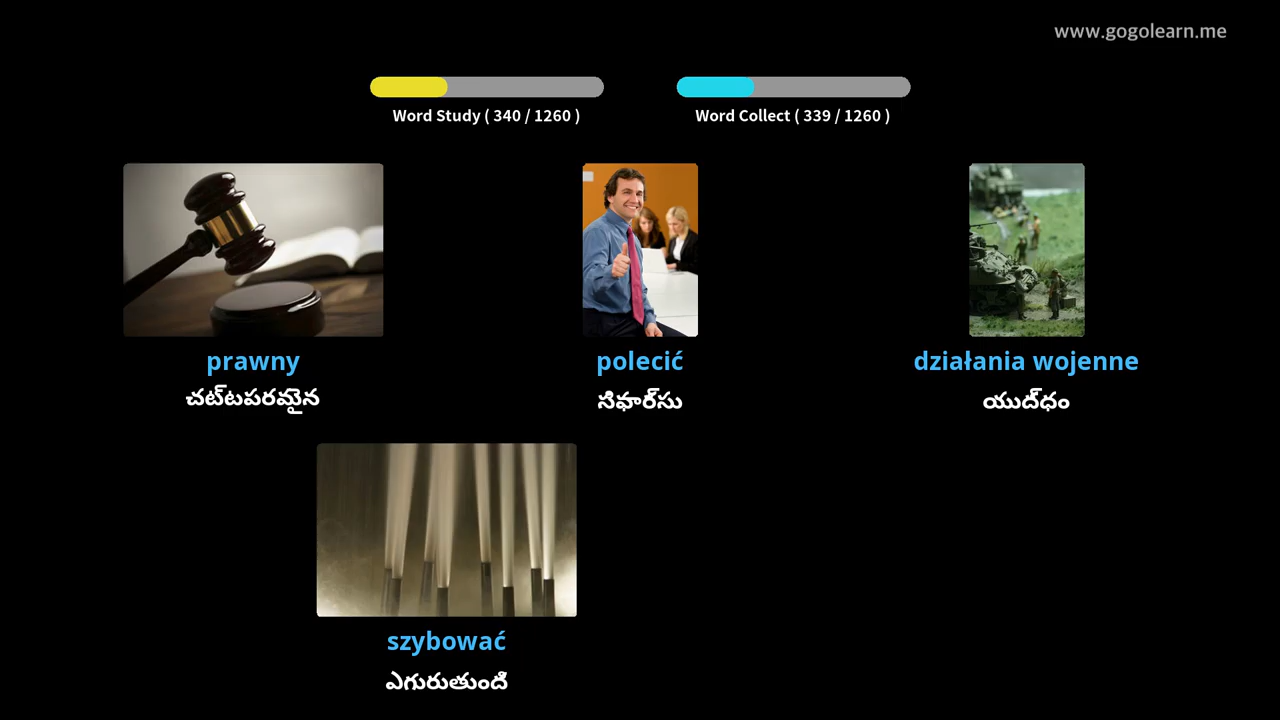 www.gogolearn.me
Word Study ( 340 / 1260 )
Word Collect ( 339 / 1260 )
prawny
చట్టపరమైన
polecić
సిఫార్సు
działania wojenne
యుద్ధం
szybować
ఎగురుతుంది